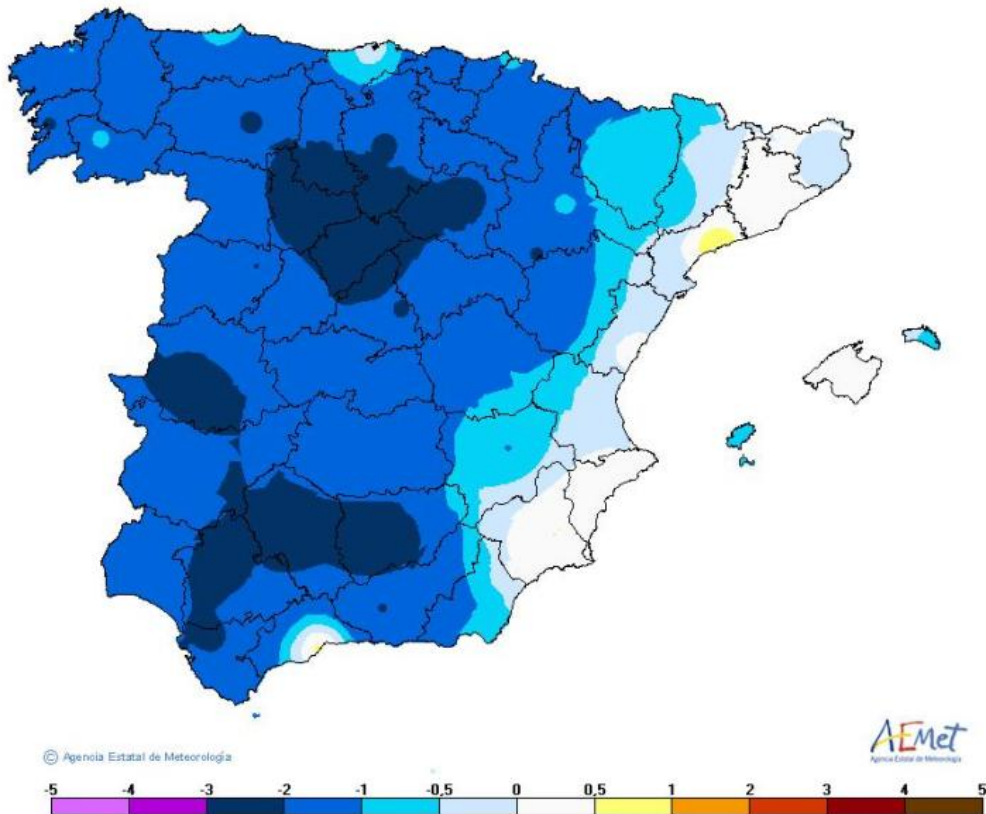 © Agencia Estatal de Meteorología
AEMet
Agencia Estatal de Meteorología
-5 -4 -3 -2 -1 -0,5 0 0,5 1 2 3 4 5